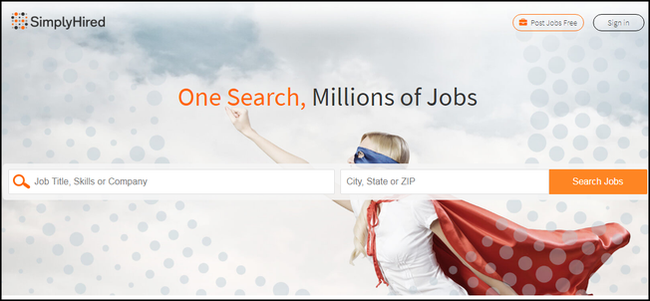 SimplyHired
Post Jobs Free
Sign in
One Search, Millions of Jobs
Job Title, Skills or Company
City, State or ZIP
Search Jobs